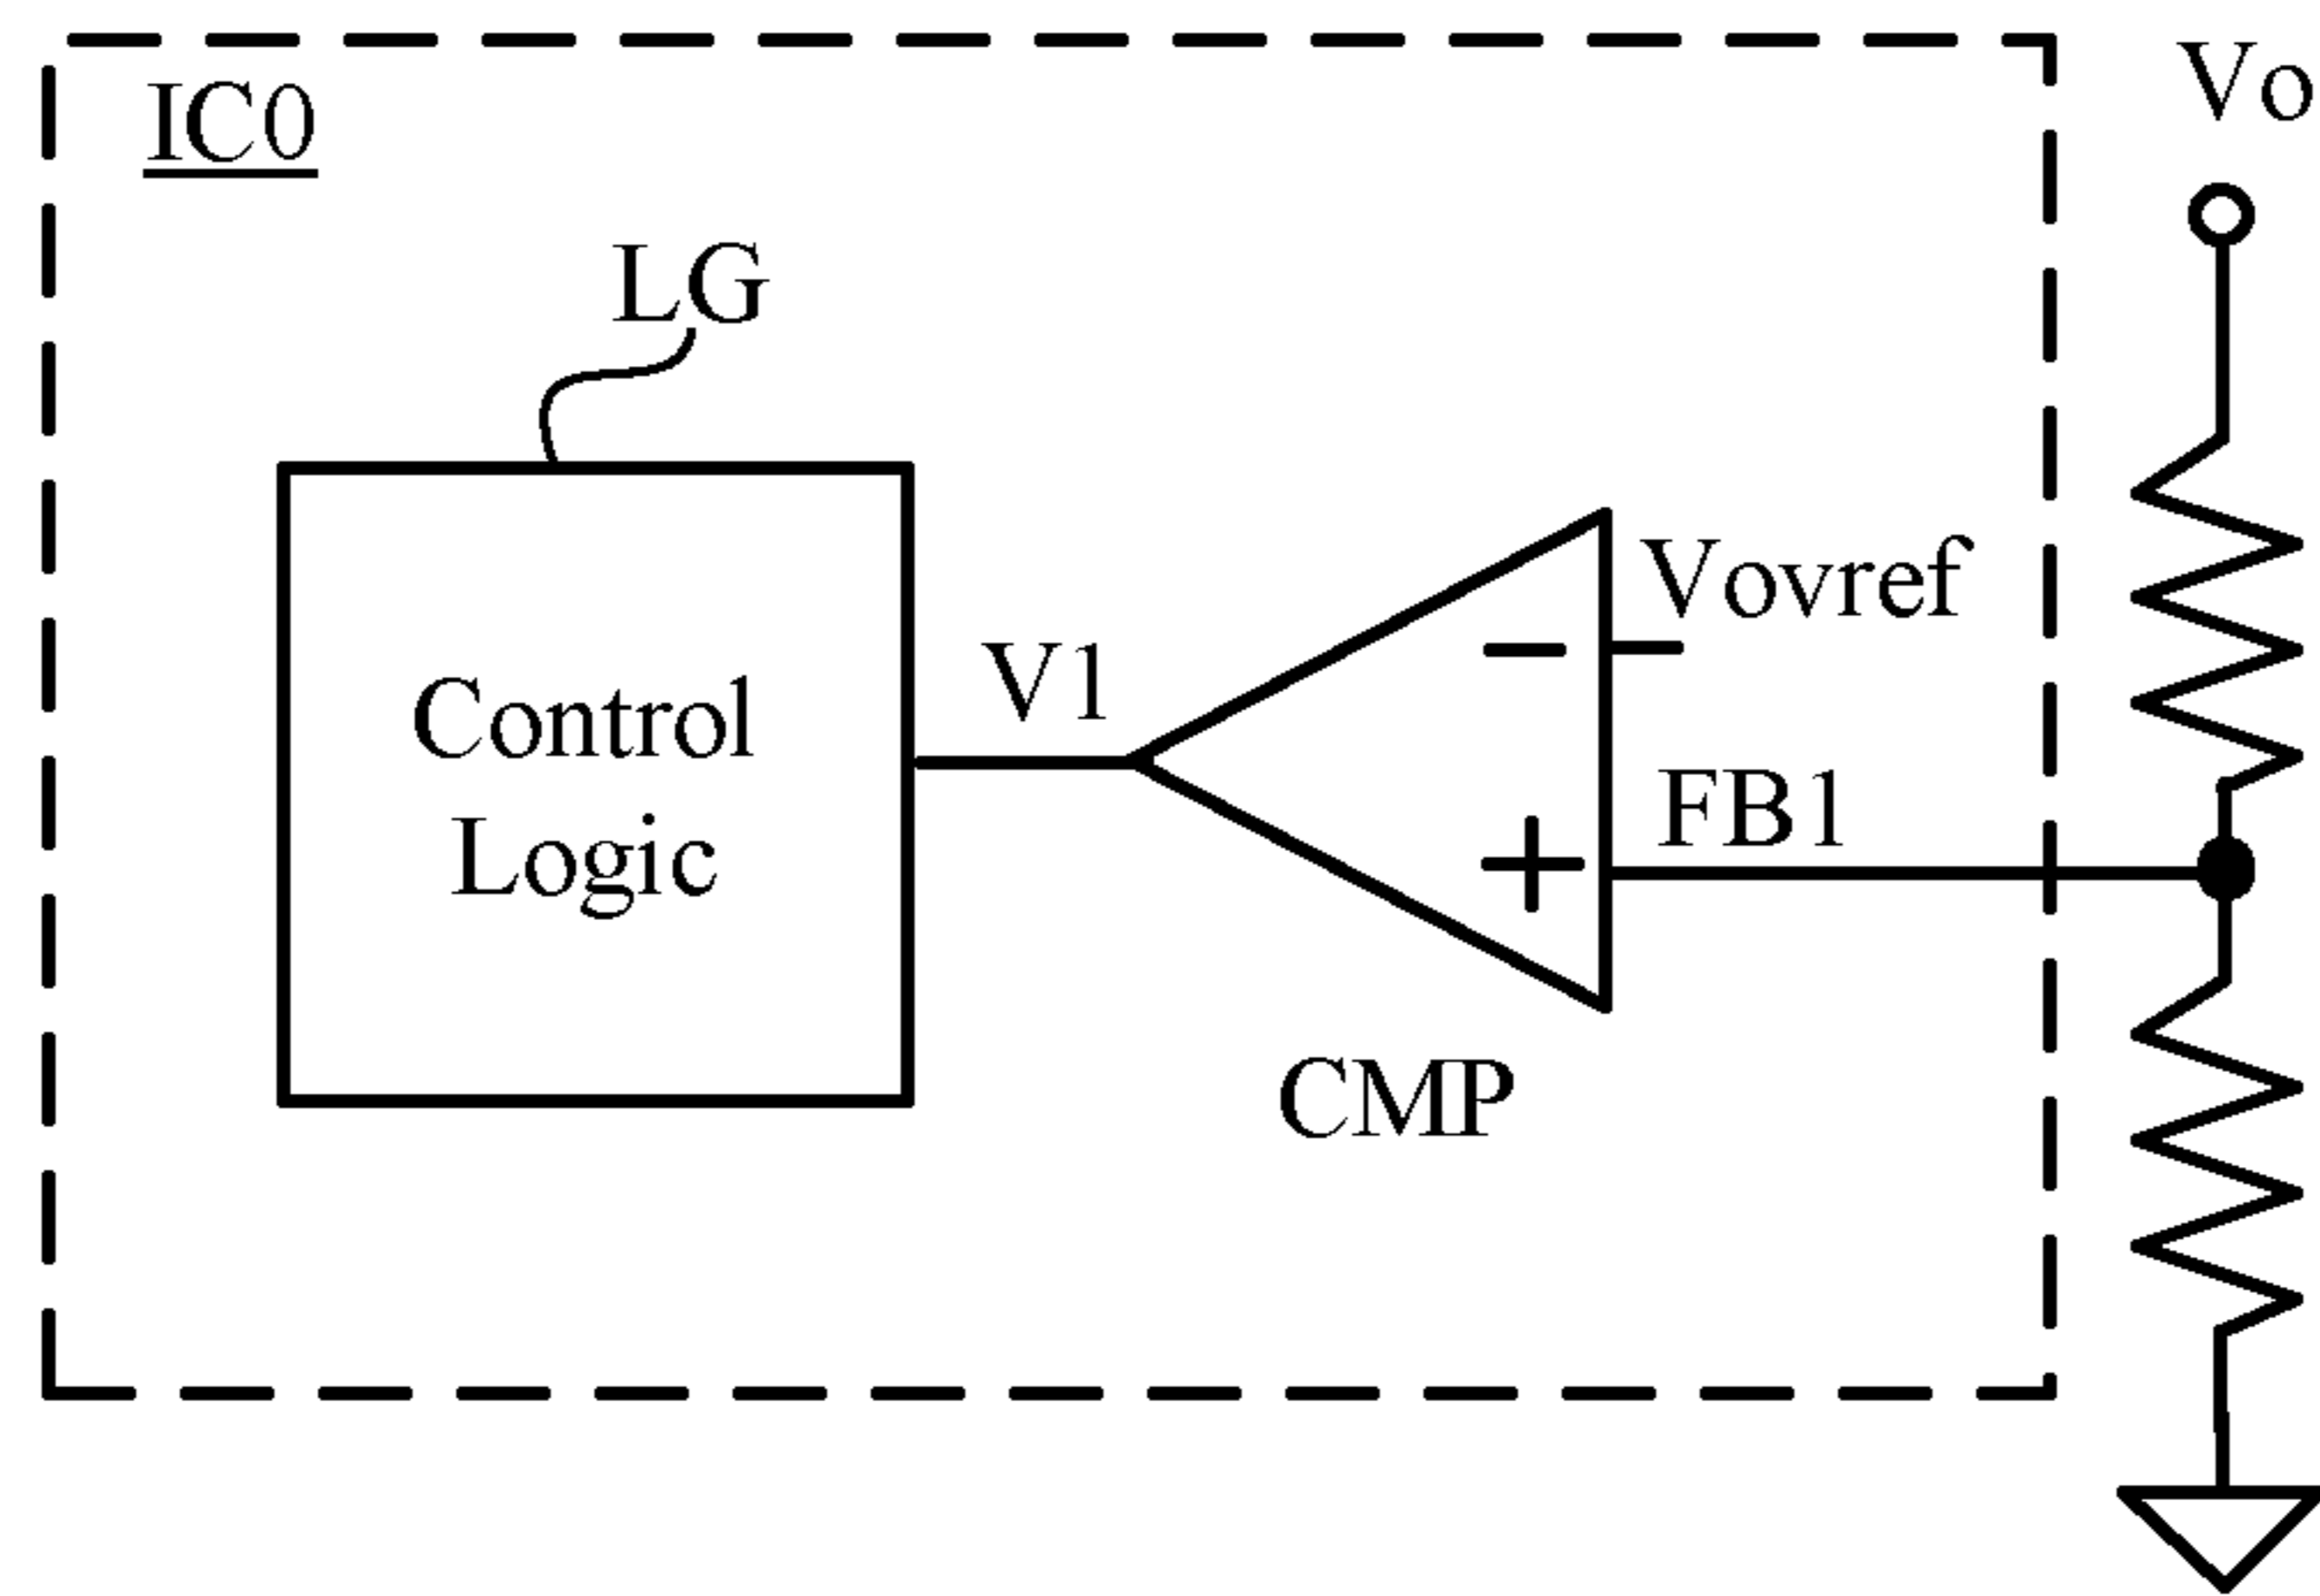 IC0
Vo
LG
Vovref
V1
Control
Logic
FB1
CMP